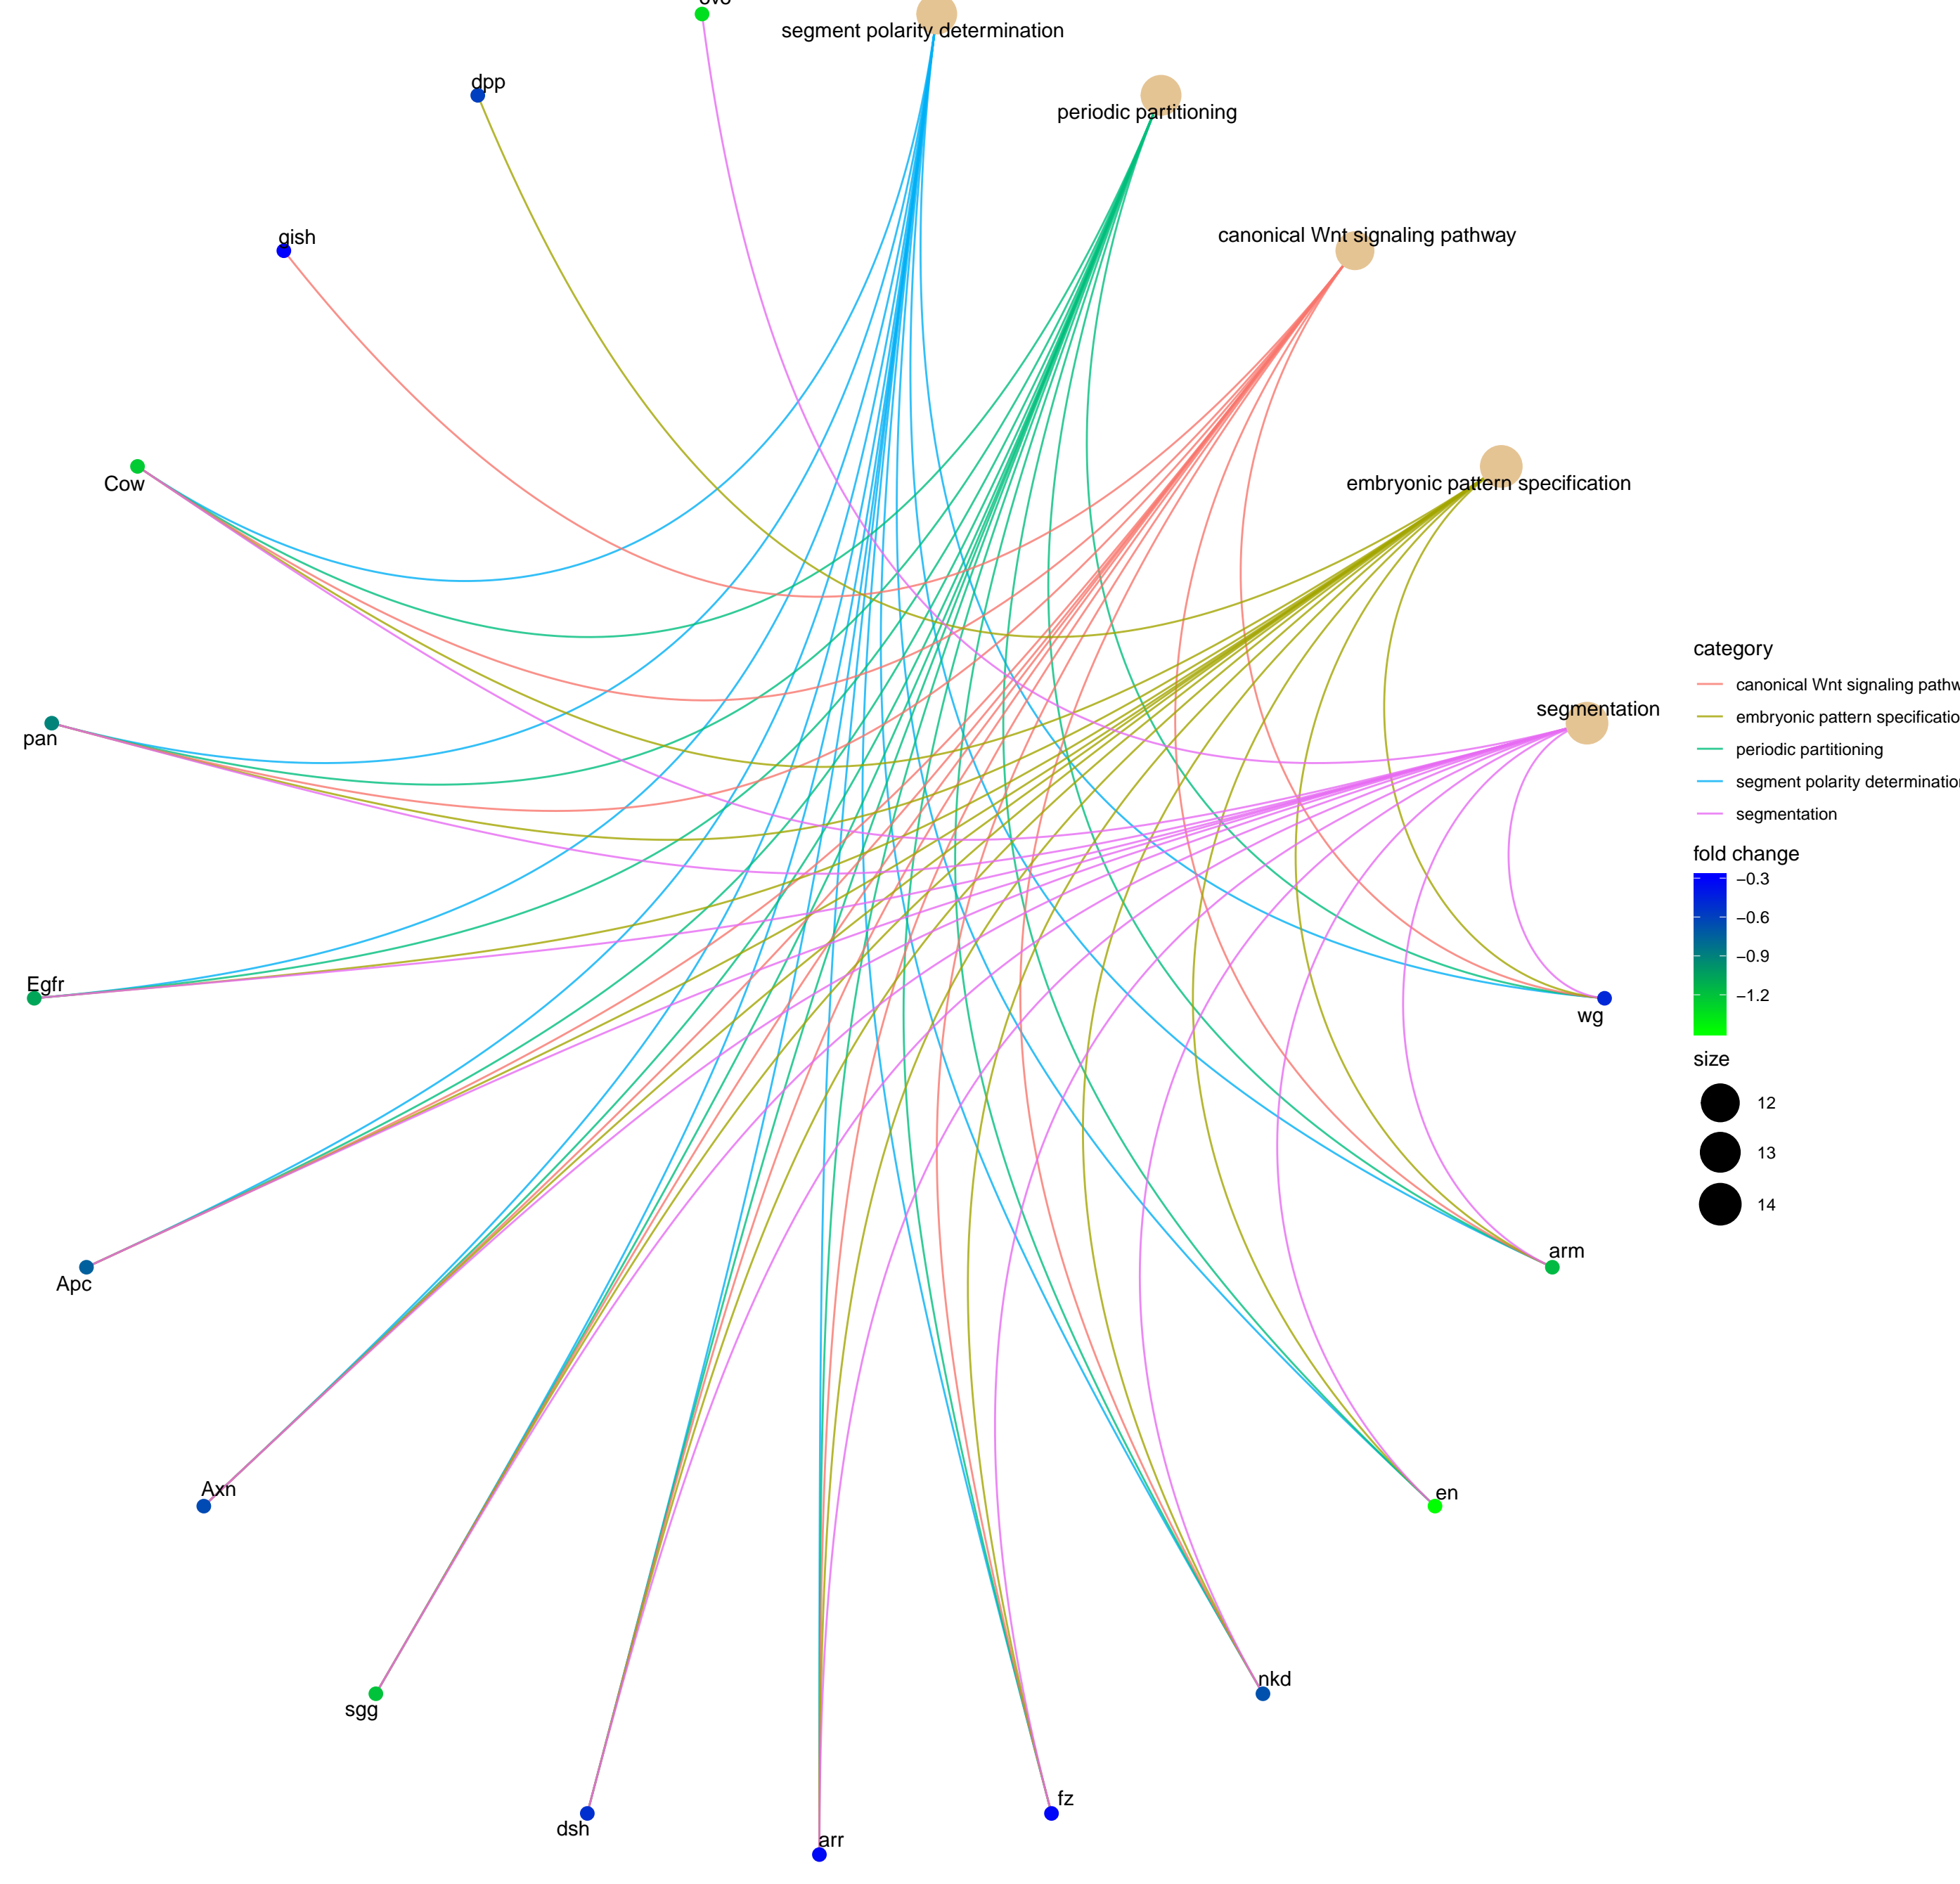 segment polarity determination
dpp
periodic partitioning
gish
canonical Wnt signaling pathway
Cow
embryonic pattern specification
segmentation
pan
Egfr
wg
arm
Apc
Axn
en
nkd
sgg
fz
dsh
arr
category
canonical Wnt signaling pathw
embryonic pattern specificatio
periodic partitioning
segment polarity determination
segmentation
fold change
−0.3
−0.6
−0.9
−1.2
size
12
13
14